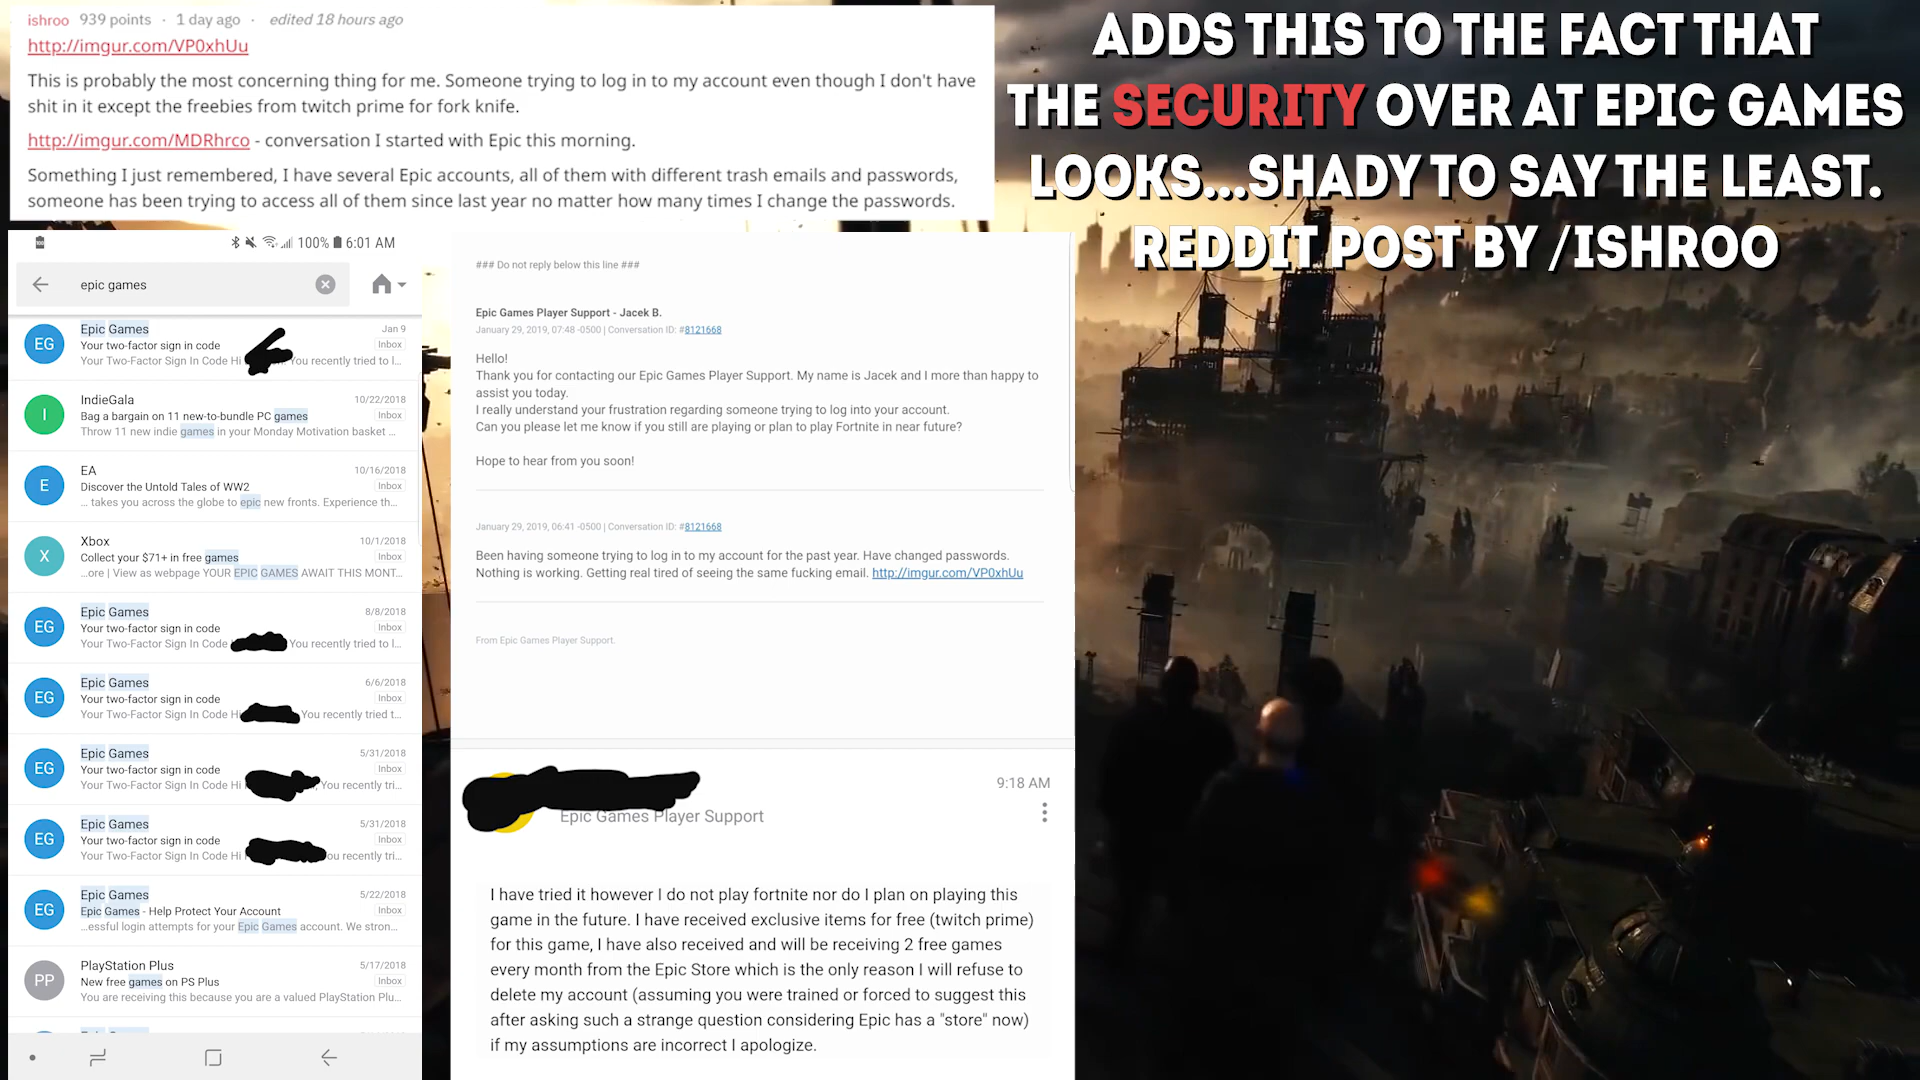 ishroo 939 points · 1 day ago · edited 18 hours ago
http://imgur.com/VP0xhUu
This is probably the most concerning thing for me. Someone trying to log in to my account even though I don't have
shit in it except the freebies from twitch prime for fork knife.
http://imgur.com/MDRhrco - conversation I started with Epic this morning.
Something I just remembered, I have several Epic accounts, all of them with different trash emails and passwords,
someone has been trying to access all of them since last year no matter how many times I change the passwords.
ADDS THIS TO THE FACT THAT
THE SECURITY OVER AT EPIC GAMES
LOOKS...SHADY TO SAY THE LEAST.
REDDIT POST BY /ISHROO
100% 6:01 AM
epic games
EG
Epic Games Jan 9
Your two-factor sign in code Inbox
Your Two-Factor Sign In Code Hi You recently tried to l...
I
IndieGala 10/22/2018
Bag a bargain on 11 new-to-bundle PC games Inbox
Throw 11 new indie games in your Monday Motivation basket ...
E
EA 10/16/2018
Discover the Untold Tales of WW2 Inbox
... takes you across the globe to epic new fronts. Experience th...
X
Xbox 10/1/2018
Collect your $71+ in free games Inbox
...ore | View as webpage YOUR EPIC GAMES AWAIT THIS MONT...
EG
Epic Games 8/8/2018
Your two-factor sign in code Inbox
Your Two-Factor Sign In Code You recently tried to l...
EG
Epic Games 6/6/2018
Your two-factor sign in code Inbox
Your Two-Factor Sign In Code Hi You recently tried t...
EG
Epic Games 5/31/2018
Your two-factor sign in code Inbox
Your Two-Factor Sign In Code Hi You recently tri...
EG
Epic Games 5/31/2018
Your two-factor sign in code Inbox
Your Two-Factor Sign In Code Hi ou recently tri...
EG
Epic Games 5/22/2018
Epic Games - Help Protect Your Account Inbox
...essful login attempts for your Epic Games account. We stron...
PP
PlayStation Plus 5/17/2018
New free games on PS Plus Inbox
You are receiving this because you are a valued PlayStation Plu...
### Do not reply below this line ###
Epic Games Player Support - Jacek B.
January 29, 2019, 07:48 -0500 | Conversation ID: #8121668
Hello!
Thank you for contacting our Epic Games Player Support. My name is Jacek and I more than happy to
assist you today.
I really understand your frustration regarding someone trying to log into your account.
Can you please let me know if you still are playing or plan to play Fortnite in near future?
Hope to hear from you soon!
January 29, 2019, 06:41 -0500 | Conversation ID: #8121668
Been having someone trying to log in to my account for the past year. Have changed passwords.
Nothing is working. Getting real tired of seeing the same fucking email. http://imgur.com/VP0xhUu
From Epic Games Player Support.
9:18 AM
Epic Games Player Support
I have tried it however I do not play fortnite nor do I plan on playing this
game in the future. I have received exclusive items for free (twitch prime)
for this game, I have also received and will be receiving 2 free games
every month from the Epic Store which is the only reason I will refuse to
delete my account (assuming you were trained or forced to suggest this
after asking such a strange question considering Epic has a "store" now)
if my assumptions are incorrect I apologize.